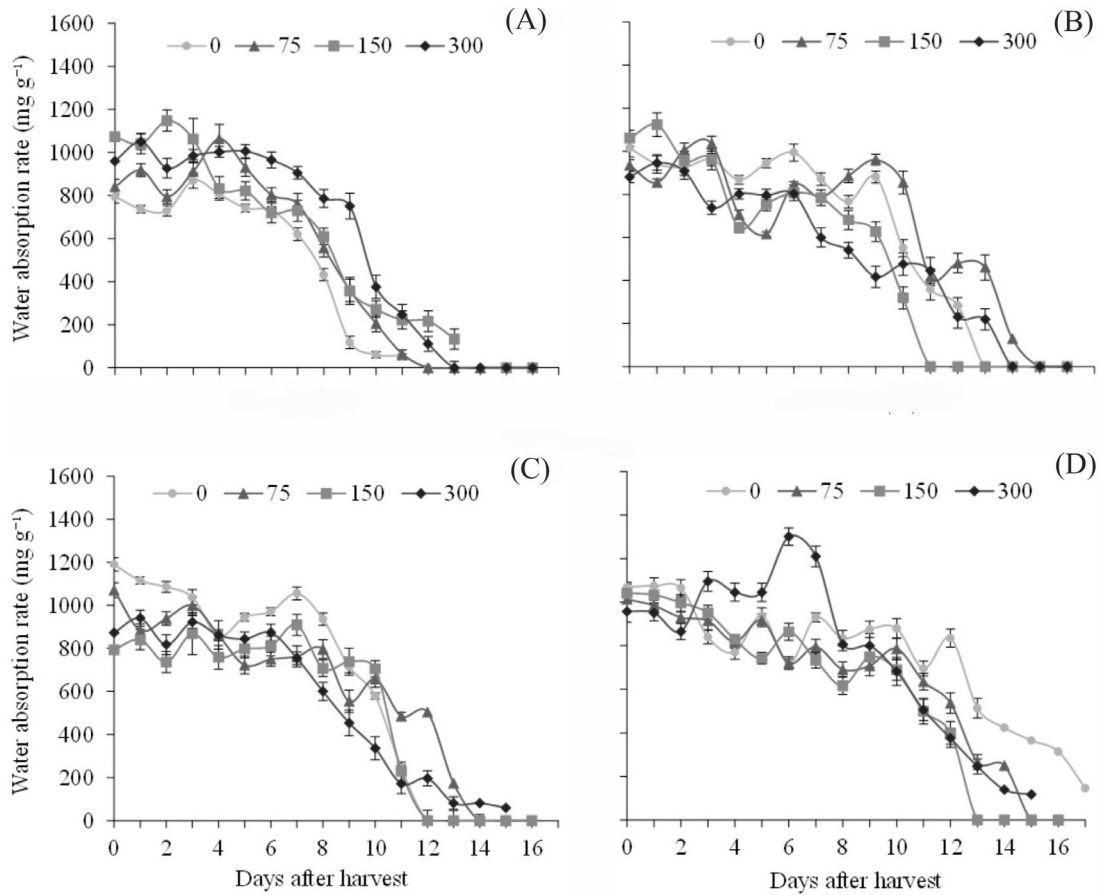 (A)
0 75 150 300
Water absorption rate (mg g⁻¹)
1600
1400
1200
1000
800
600
400
200
0
(B)
0 75 150 300
(C)
0 75 150 300
Water absorption rate (mg g⁻¹)
1600
1400
1200
1000
800
600
400
200
0
0 2 4 6 8 10 12 14 16
Days after harvest
(D)
0 75 150 300
0 2 4 6 8 10 12 14 16
Days after harvest